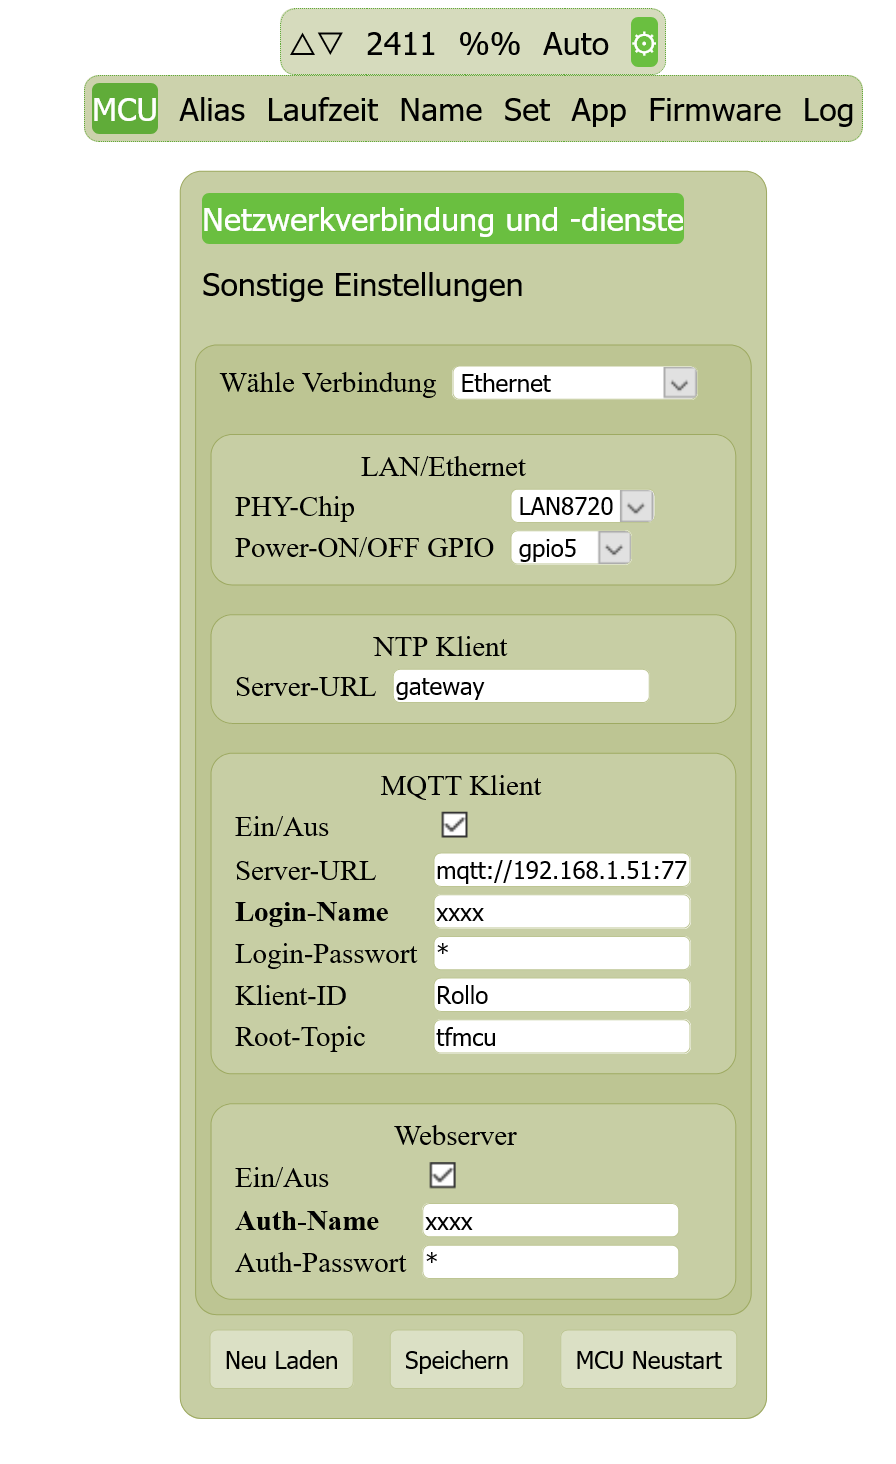 △▽ 2411 %% Auto ⚙
MCU Alias Laufzeit Name Set App Firmware Log
Netzwerkverbindung und -dienste
Sonstige Einstellungen
Wähle Verbindung Ethernet
LAN/Ethernet
PHY-Chip LAN8720
Power-ON/OFF GPIO gpio5
NTP Klient
Server-URL gateway
MQTT Klient
Ein/Aus
Server-URL mqtt://192.168.1.51:77
Login-Name xxxx
Login-Passwort *
Klient-ID Rollo
Root-Topic tfmcu
Webserver
Ein/Aus
Auth-Name xxxx
Auth-Passwort *
Neu Laden Speichern MCU Neustart